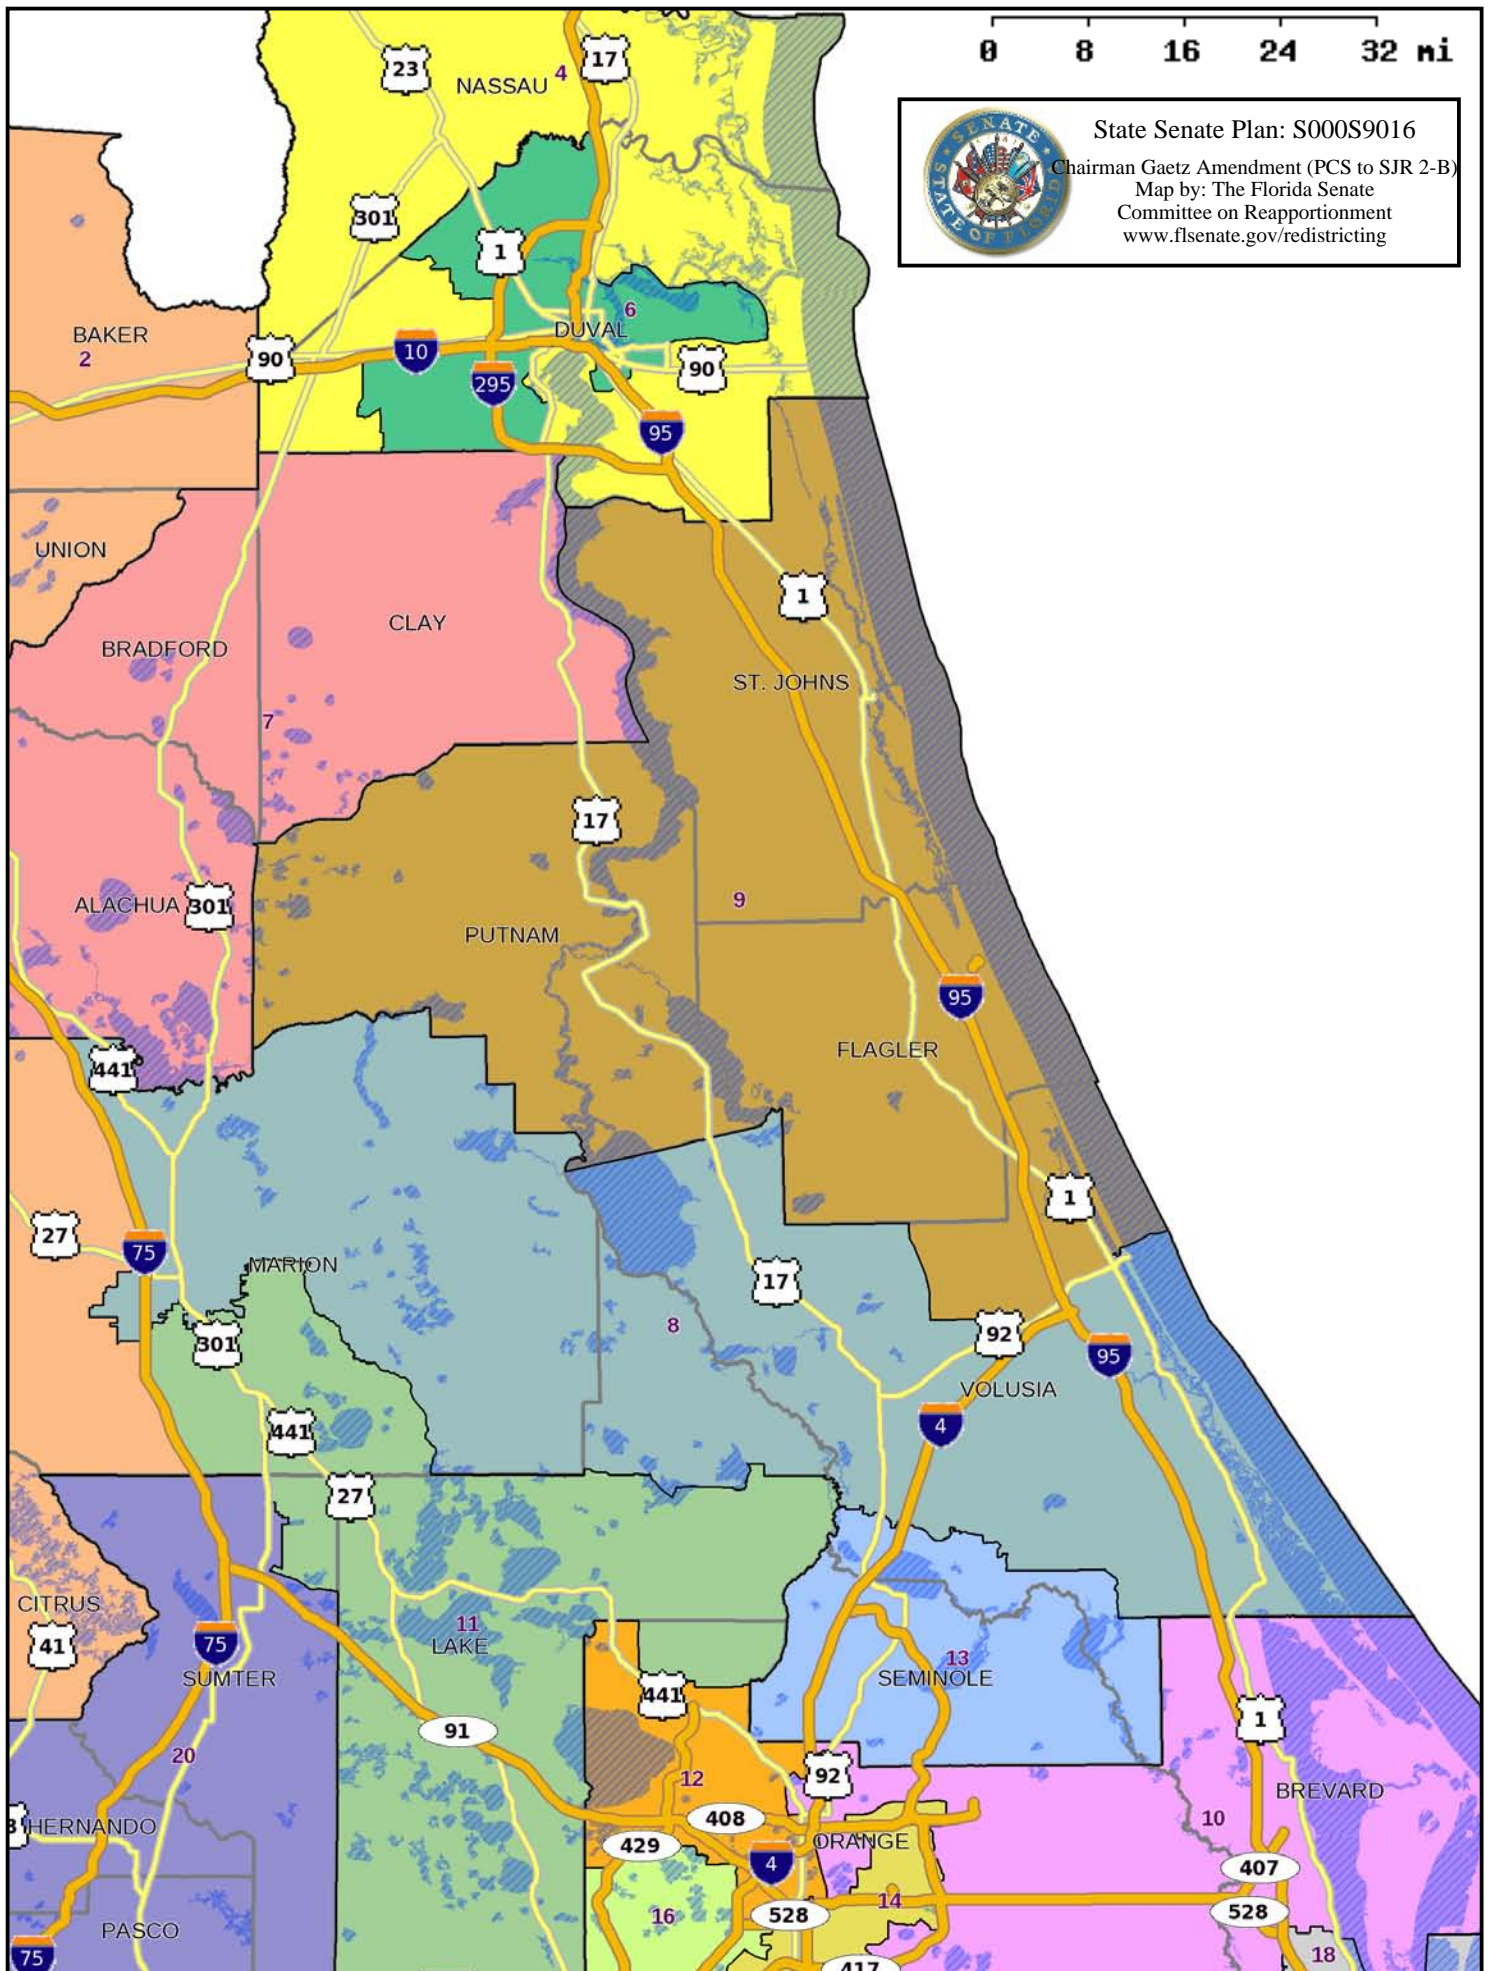 0 8 16 24 32 mi
SENATE
STATE OF FLORIDA
State Senate Plan: S000S9016
Chairman Gaetz Amendment (PCS to SJR 2-B)
Map by: The Florida Senate
Committee on Reapportionment
www.flsenate.gov/redistricting
23
NASSAU
4
17
301
1
BAKER
2
90
10
295
DUVAL
6
90
95
UNION
BRADFORD
CLAY
7
1
ST. JOHNS
17
ALACHUA
301
PUTNAM
9
95
FLAGLER
441
27
75
MARION
1
17
301
8
92
95
VOLUSIA
441
4
27
CITRUS
41
75
SUMTER
11
LAKE
13
SEMINOLE
441
91
1
20
12
92
BREVARD
HERNANDO
408
429
ORANGE
4
10
407
PASCO
16
528
14
528
75
417
18